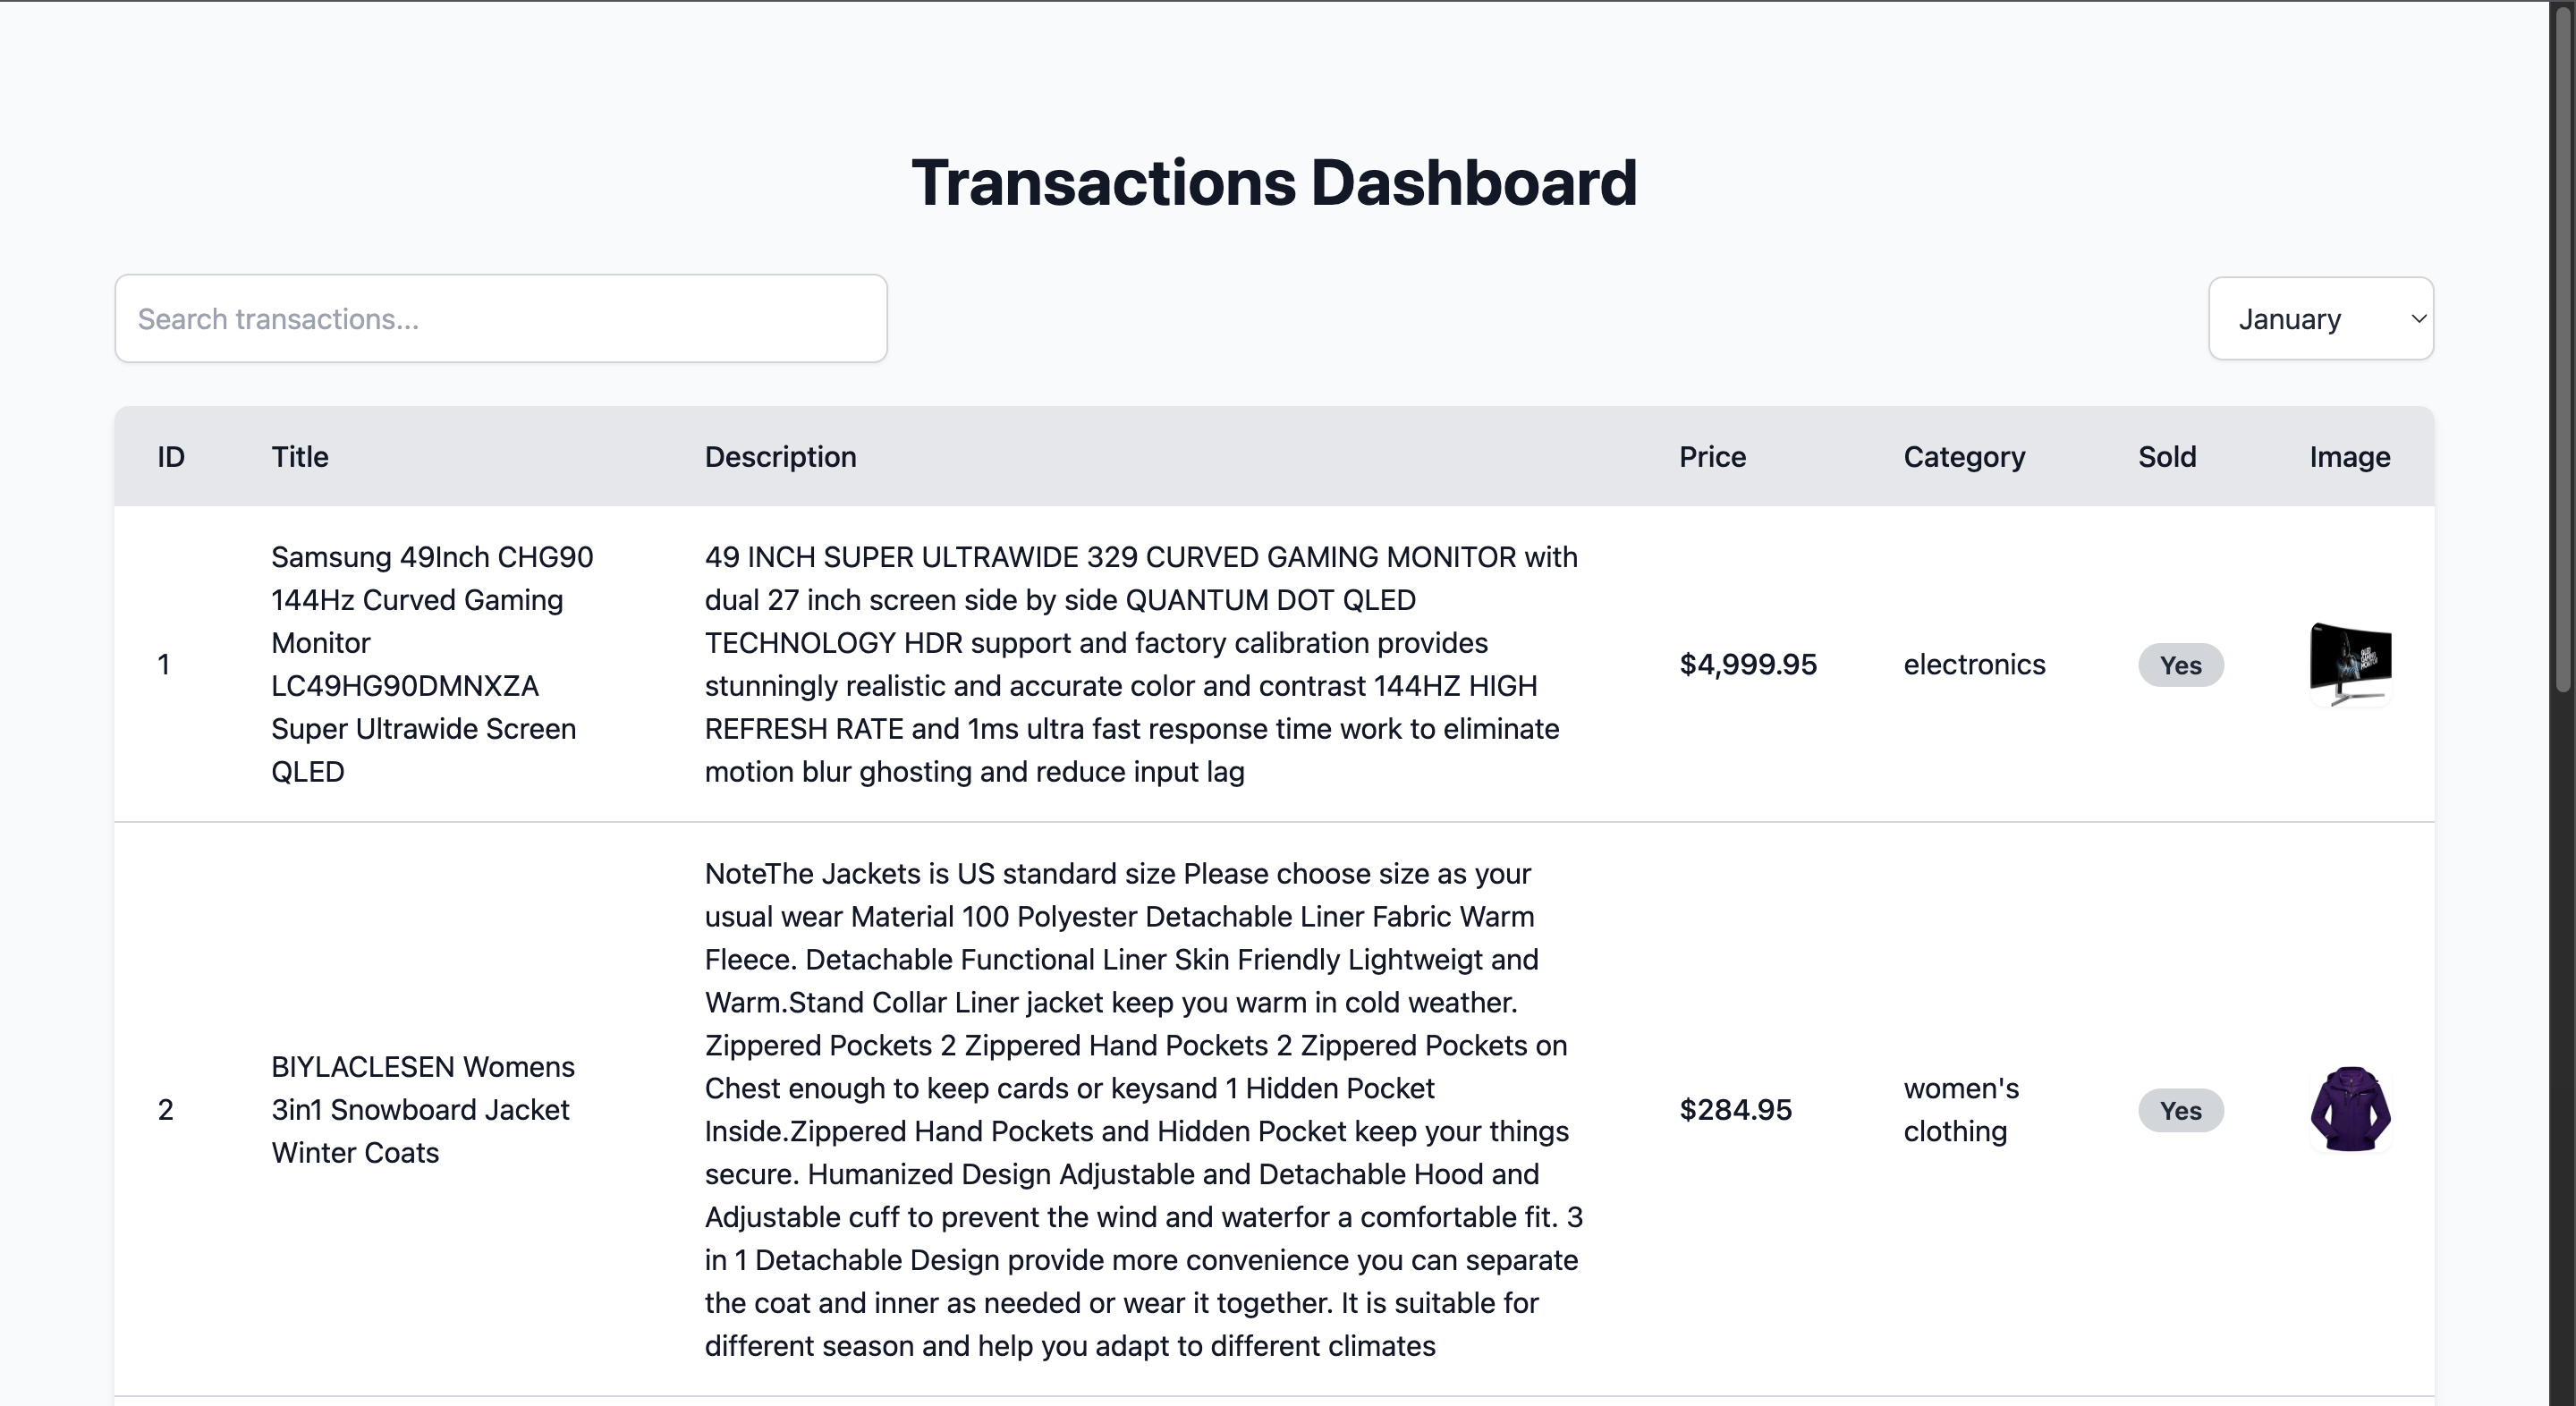 Transactions Dashboard
Search transactions...
January
ID Title Description Price Category Sold Image
1
Samsung 49Inch CHG90
144Hz Curved Gaming
Monitor
LC49HG90DMNXZA
Super Ultrawide Screen
QLED
49 INCH SUPER ULTRAWIDE 329 CURVED GAMING MONITOR with
dual 27 inch screen side by side QUANTUM DOT QLED
TECHNOLOGY HDR support and factory calibration provides
stunningly realistic and accurate color and contrast 144HZ HIGH
REFRESH RATE and 1ms ultra fast response time work to eliminate
motion blur ghosting and reduce input lag
$4,999.95
electronics
Yes
2
BIYLACLESEN Womens
3in1 Snowboard Jacket
Winter Coats
NoteThe Jackets is US standard size Please choose size as your
usual wear Material 100 Polyester Detachable Liner Fabric Warm
Fleece. Detachable Functional Liner Skin Friendly Lightweigt and
Warm.Stand Collar Liner jacket keep you warm in cold weather.
Zippered Pockets 2 Zippered Hand Pockets 2 Zippered Pockets on
Chest enough to keep cards or keysand 1 Hidden Pocket
Inside.Zippered Hand Pockets and Hidden Pocket keep your things
secure. Humanized Design Adjustable and Detachable Hood and
Adjustable cuff to prevent the wind and waterfor a comfortable fit. 3
in 1 Detachable Design provide more convenience you can separate
the coat and inner as needed or wear it together. It is suitable for
different season and help you adapt to different climates
$284.95
women's
clothing
Yes